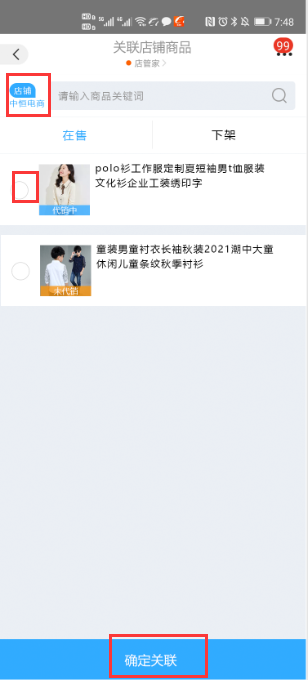 7:48
关联店铺商品
99
店管家
店铺
中恒电商
请输入商品关键词
在售
下架
polo衫工作服定制夏短袖男t恤服装
文化衫企业工装绣印字
代销中
童装男童衬衣长袖秋装2021潮中大童
休闲儿童条纹秋季衬衫
未代销
确定关联